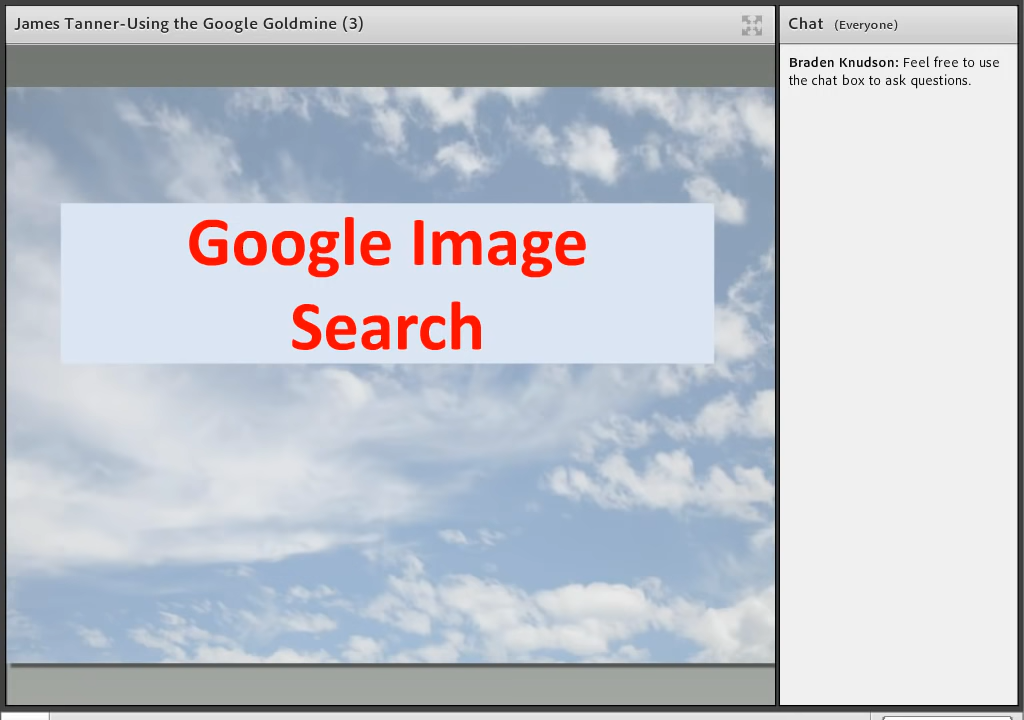 James Tanner-Using the Google Goldmine (3)
Google Image
Search
Chat (Everyone)
Braden Knudson: Feel free to use
the chat box to ask questions.